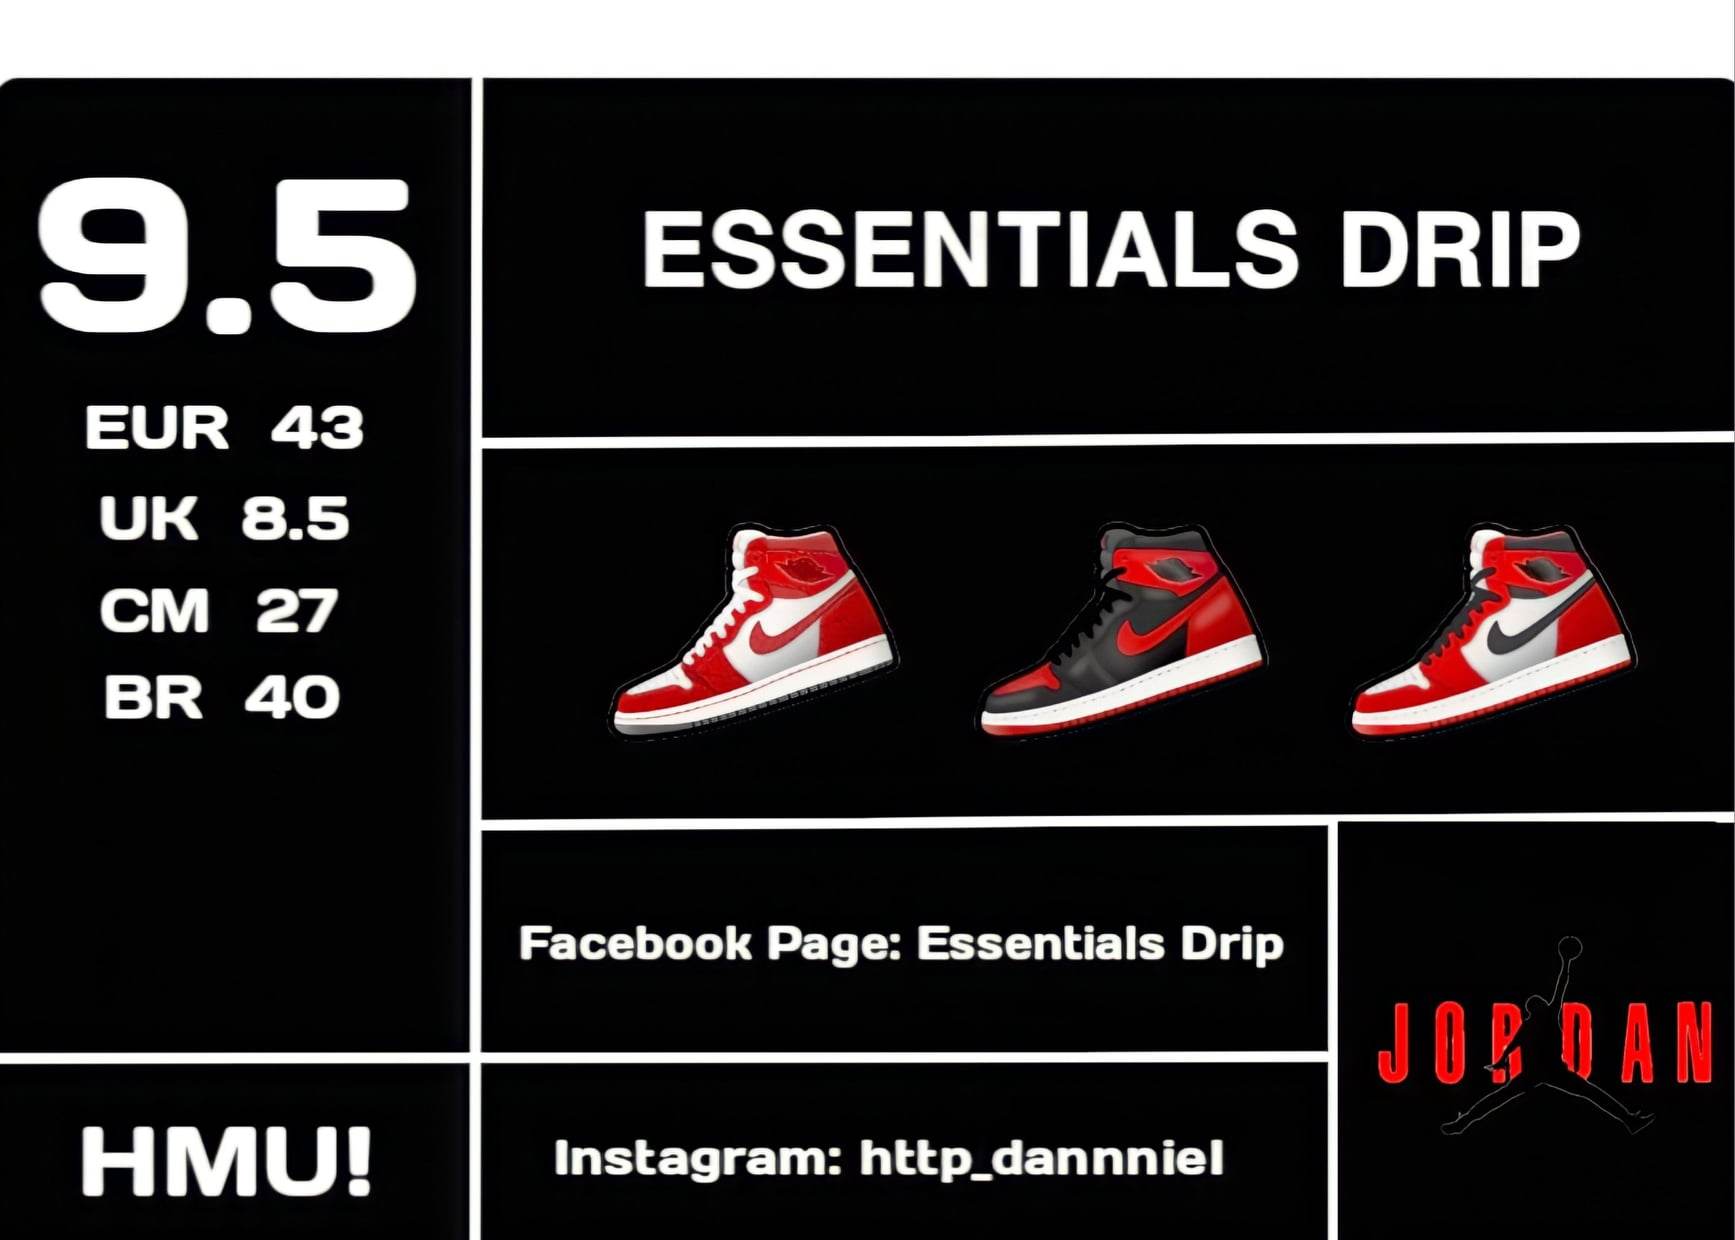 9.5
EUR 43
UK 8.5
CM 27
BR 40
HMU!
ESSENTIALS DRIP
Facebook Page: Essentials Drip
Instagram: http_dannniel
JORDAN